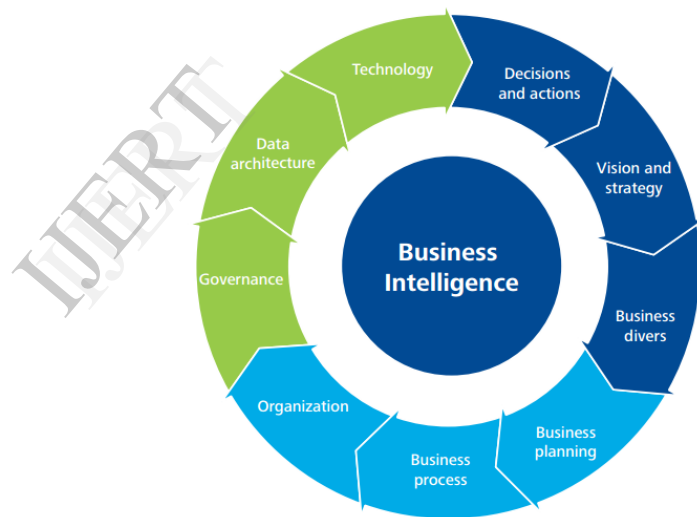 Technology
Decisions
and actions
Data
architecture
Vision and
strategy
IJERT
Business
Intelligence
Governance
Business
divers
Organization
Business
planning
Business
process